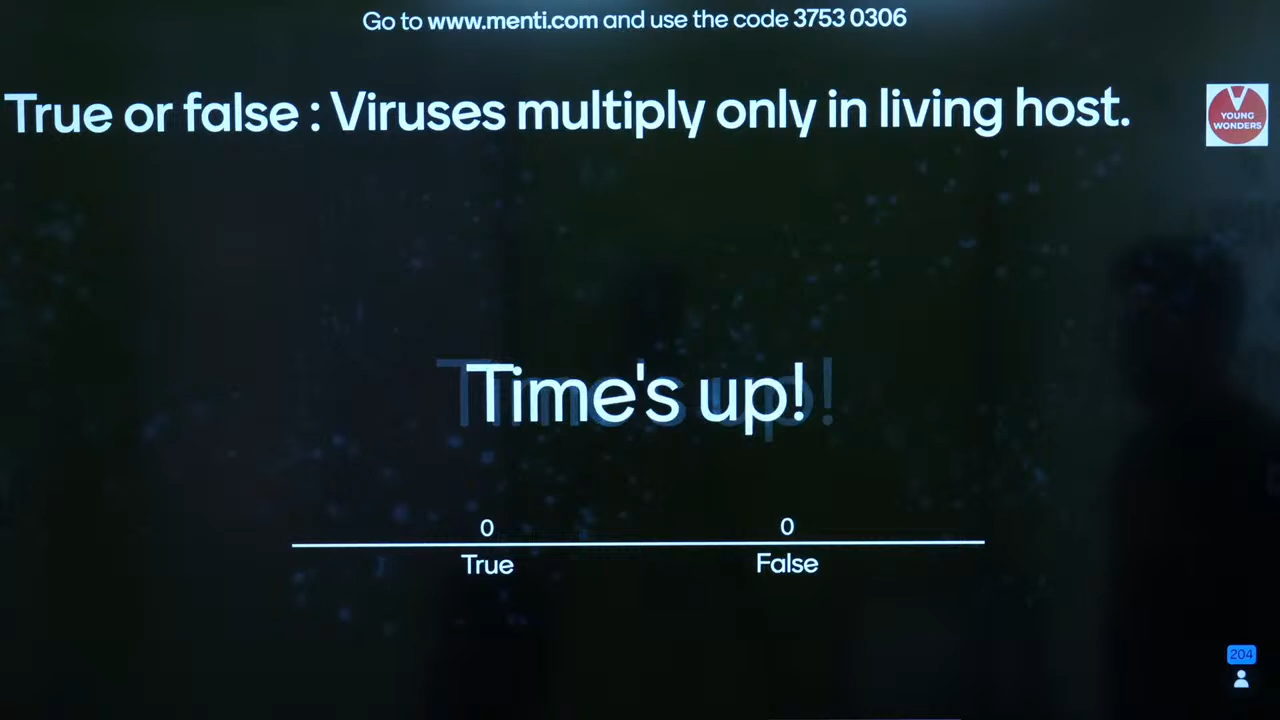 Go to www.menti.com and use the code 3753 0306
True or false : Viruses multiply only in living host.
YOUNG
WONDERS
Time's up!
0
0
True
False
204